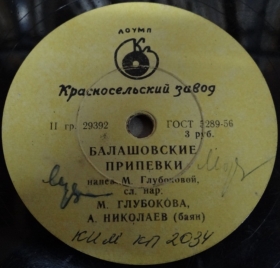 АОУМП
Красносельский завод
II гр. 29392 ГОСТ 5289-56
3 руб.
БАЛАШОВСКИЕ
ПРИПЕВКИ
напев М. Глубоковой,
сл. нар.
М. ГЛУБОКОВА,
А. НИКОЛАЕВ (баян)
КИМ КП 2034